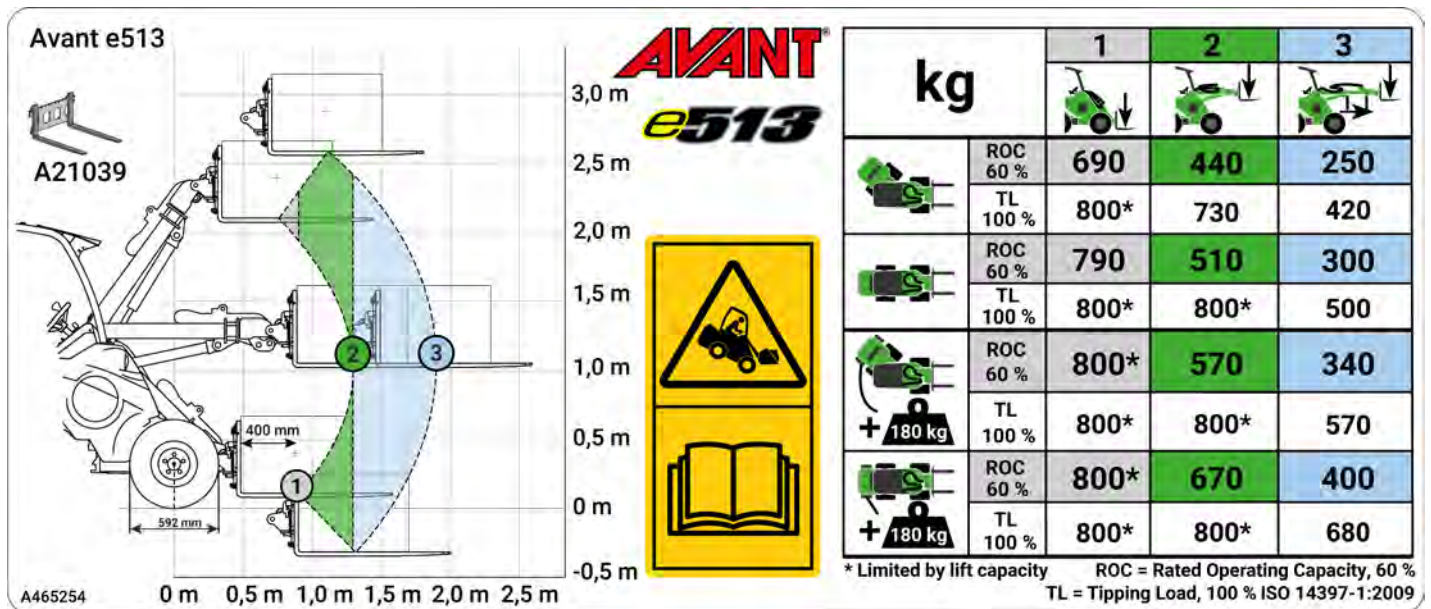 Avant e513
A21039
3,0 m
2,5 m
2,0 m
1,5 m
1,0 m
0,5 m
0 m
-0,5 m
2
3
400 mm
1
592 mm
0 m 0,5 m 1,0 m 1,5 m 2,0 m 2,5 m
A465254
AVANT
e513
kg 1 2 3
ROC 60 % 690 440 250
TL 100 % 800* 730 420
ROC 60 % 790 510 300
TL 100 % 800* 800* 500
ROC 60 % 800* 570 340
+ 180 kg TL 100 % 800* 800* 570
ROC 60 % 800* 670 400
+ 180 kg TL 100 % 800* 800* 680
* Limited by lift capacity ROC = Rated Operating Capacity, 60 %
TL = Tipping Load, 100 % ISO 14397-1:2009